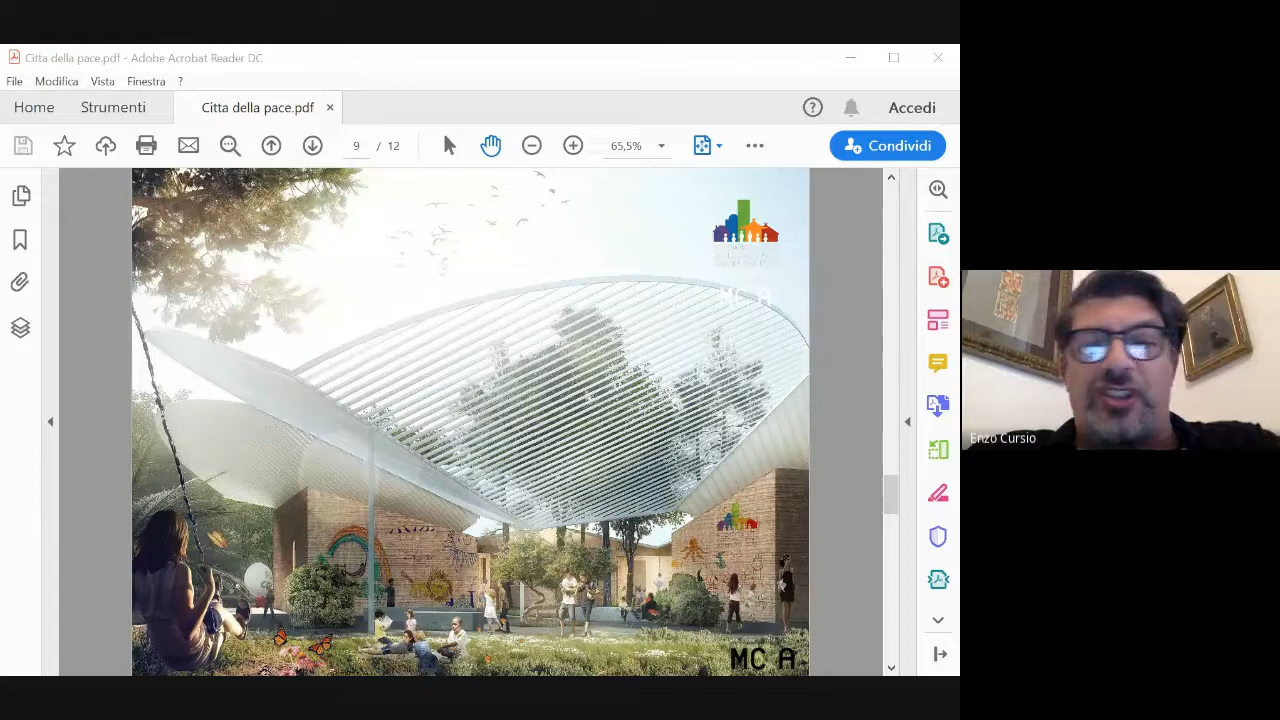 Citta della pace.pdf - Adobe Acrobat Reader DC
File Modifica Vista Finestra ?
Home Strumenti Citta della pace.pdf × ? Accedi
9 / 12 65,5% Condividi
MC A
MC A
Enzo Cursio